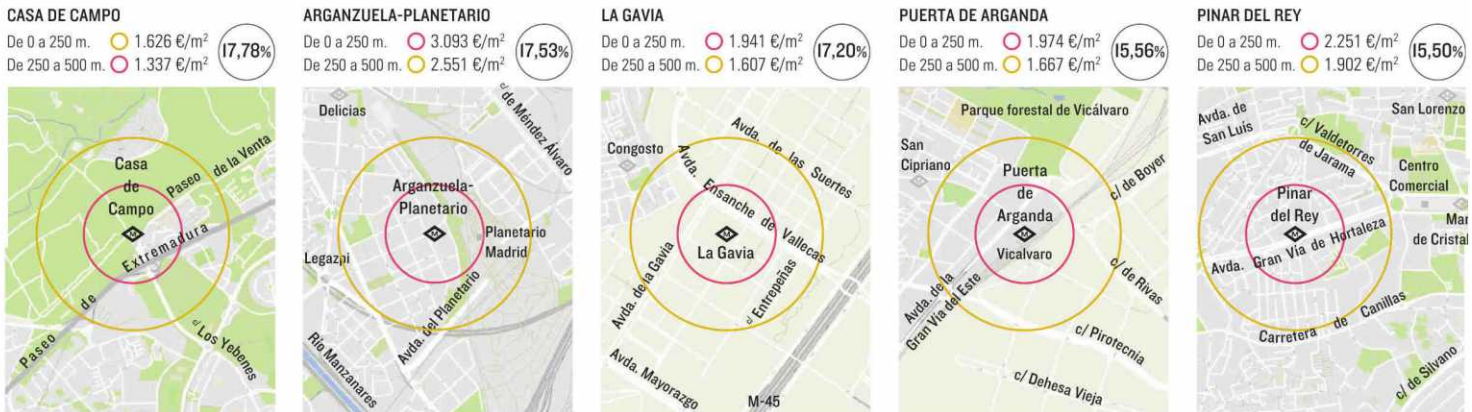 CASA DE CAMPO
De 0 a 250 m. 1.626 €/m²
De 250 a 500 m. 1.337 €/m²
17,78%
Casa
de
Campo
Paseo de la Venta
M
Paseo de Extremadura
c/ Los Yebenes
ARGANZUELA-PLANETARIO
De 0 a 250 m. 3.093 €/m²
De 250 a 500 m. 2.551 €/m²
17,53%
Delicias
c/ de Méndez Álvaro
Arganzuela-
Planetario
M
Planetario
Madrid
Legazpi
Avda. del Planetario
Río Manzanares
LA GAVIA
De 0 a 250 m. 1.941 €/m²
De 250 a 500 m. 1.607 €/m²
17,20%
Congosto
Avda. de las Suertes
Avda. Ensanche de Vallecas
M
La Gavia
Avda. de la Gavia
c/ Entrepeñas
Avda. Mayorazgo
M-45
PUERTA DE ARGANDA
De 0 a 250 m. 1.974 €/m²
De 250 a 500 m. 1.667 €/m²
15,56%
Parque forestal de Vicálvaro
San
Cipriano
Puerta
de
Arganda
c/ de Boyer
M
Vicalvaro
c/ de Rivas
Avda. de la
Gran Vía del Este
c/ Pirotecnia
c/ Dehesa Vieja
PINAR DEL REY
De 0 a 250 m. 2.251 €/m²
De 250 a 500 m. 1.902 €/m²
15,50%
Avda. de
San Luís
San Lorenzo
c/ Valdetorres
de Jarama
Centro
Comercial
Pinar
del Rey
M
Mar
de Cristal
Avda. Gran Vía de Hortaleza
Carretera de Canillas
c/ de Silvano